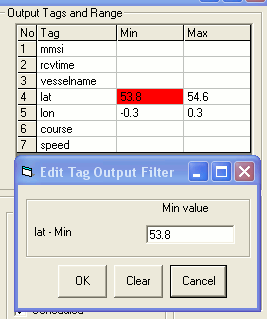 Output Tags and Range
No Tag Min Max
1 mmsi
2 rcvtime
3 vesselname
4 lat 53.8 54.6
5 lon -0.3 0.3
6 course
7 speed
Edit Tag Output Filter
Min value
lat - Min 53.8
OK Clear Cancel